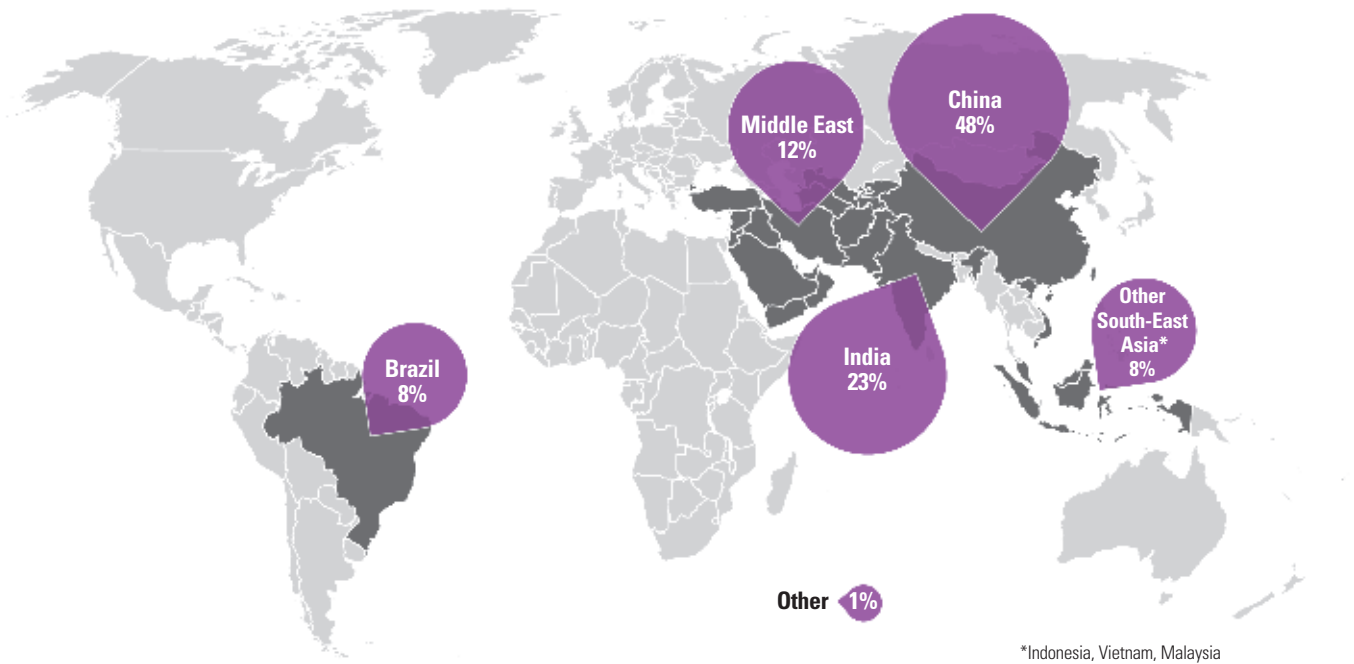 China
48%
Middle East
12%
Other
South-East
Asia*
8%
India
23%
Brazil
8%
Other 1%
*Indonesia, Vietnam, Malaysia